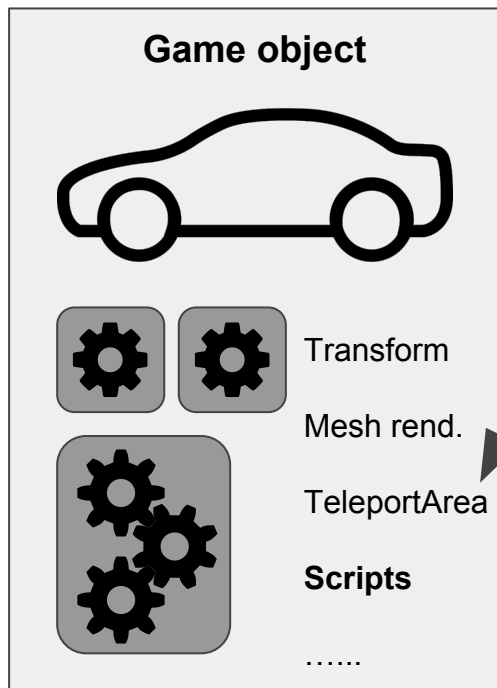 Game object
Transform
Mesh rend.
TeleportArea
Scripts
…...